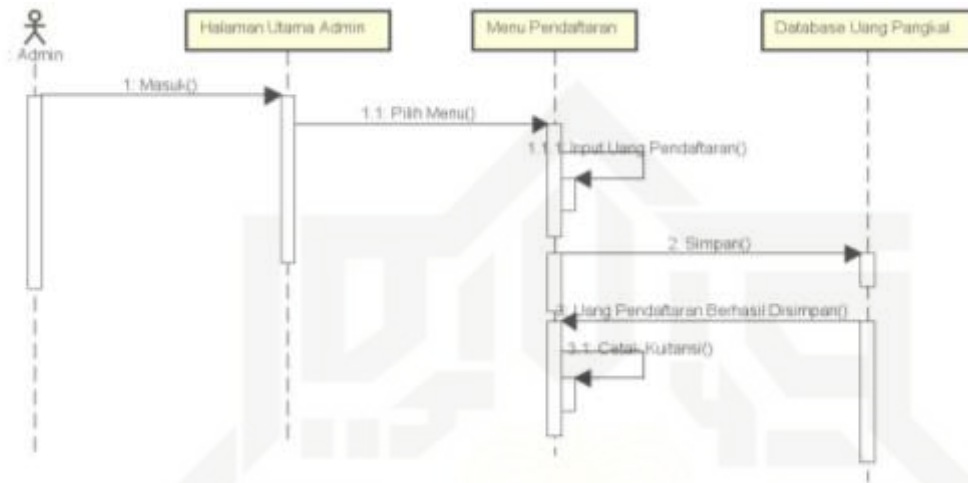 : Admin
Halaman Utama Admin
Menu Pendaftaran
Database Uang Pangkal
1: Masuk()
1.1: Pilih Menu()
1.1.1: Input Uang Pendaftaran()
2: Simpan()
3: Uang Pendaftaran Berhasil Disimpan()
3.1: Kuitansi()